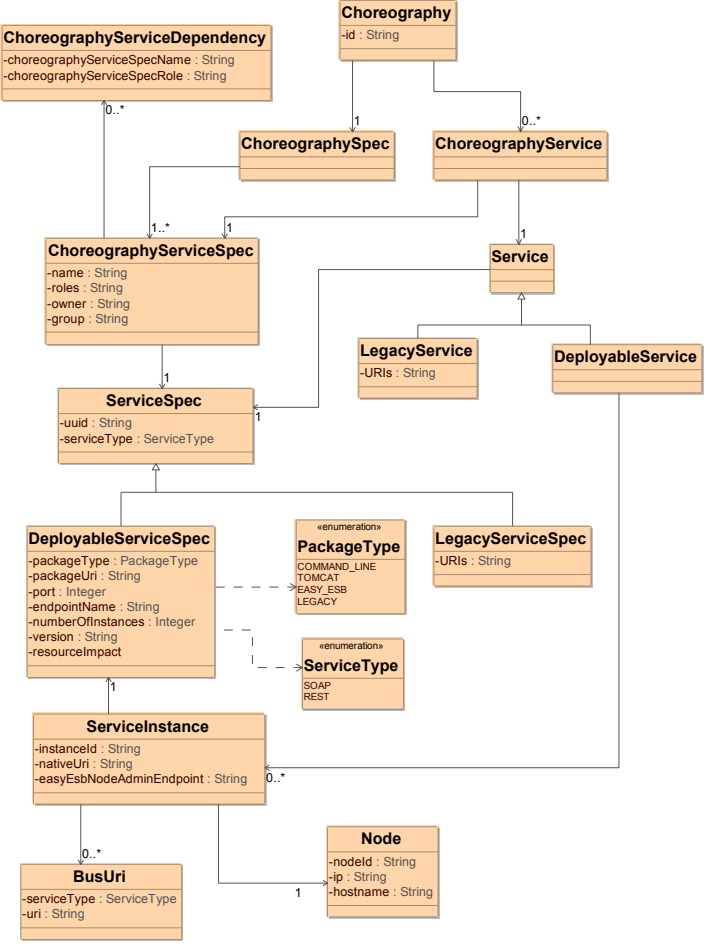 Choreography
-id : String
ChoreographyServiceDependency
-choreographyServiceSpecName : String
-choreographyServiceSpecRole : String
0..*
1
0..*
ChoreographySpec
ChoreographyService
1..*
1
1
ChoreographyServiceSpec
-name : String
-roles : String
-owner : String
-group : String
Service
LegacyService
-URIs : String
DeployableService
1
ServiceSpec
-uuid : String
-serviceType : ServiceType
1
DeployableServiceSpec
-packageType : PackageType
-packageUri : String
-port : Integer
-endpointName : String
-numberOfInstances : Integer
-version : String
-resourceImpact
«enumeration»
PackageType
COMMAND_LINE
TOMCAT
EASY_ESB
LEGACY
LegacyServiceSpec
-URIs : String
«enumeration»
ServiceType
SOAP
REST
1
ServiceInstance
-instanceId : String
-nativeUri : String
-easyEsbNodeAdminEndpoint : String
0..*
0..*
1
BusUri
-serviceType : ServiceType
-uri : String
Node
-nodeId : String
-ip : String
-hostname : String